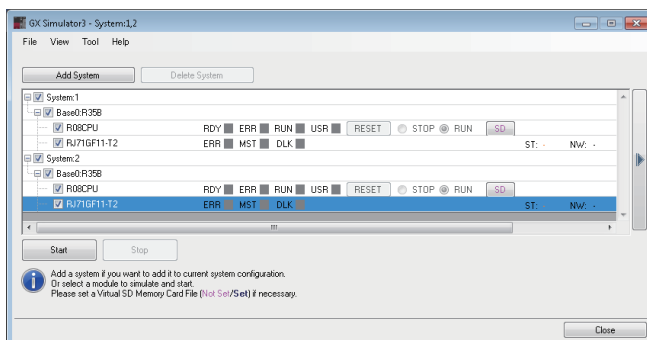 GX Simulator3 - System:1,2
File View Tool Help
Add System Delete System
System:1
Base0:R35B
R08CPU RDY ERR RUN USR RESET STOP RUN SD
RJ71GF11-T2 ERR MST DLK ST: - NW: -
System:2
Base0:R35B
R08CPU RDY ERR RUN USR RESET STOP RUN SD
RJ71GF11-T2 ERR MST DLK ST: - NW: -
Start Stop
Add a system if you want to add it to current system configuration.
Or select a module to simulate and start.
Please set a Virtual SD Memory Card File (Not Set/Set) if necessary.
Close